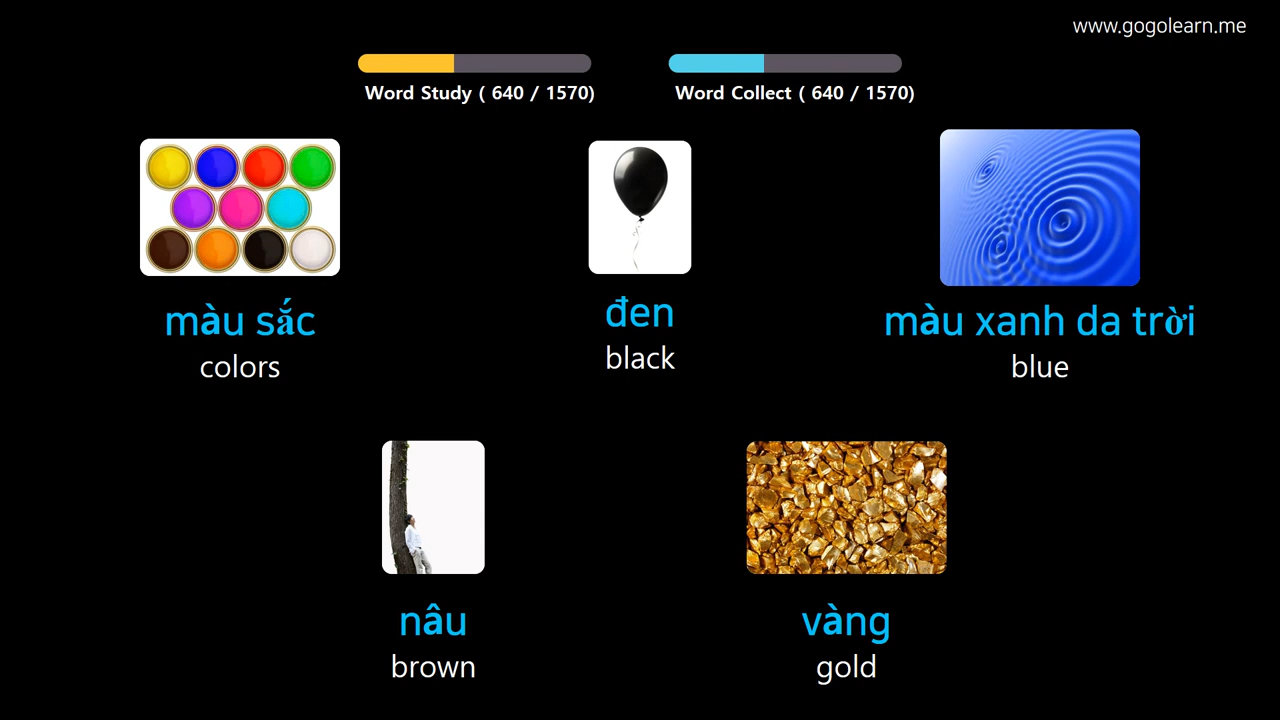 www.gogolearn.me
Word Study ( 640 / 1570)
Word Collect ( 640 / 1570)
màu sắc
colors
đen
black
màu xanh da trời
blue
nâu
brown
vàng
gold